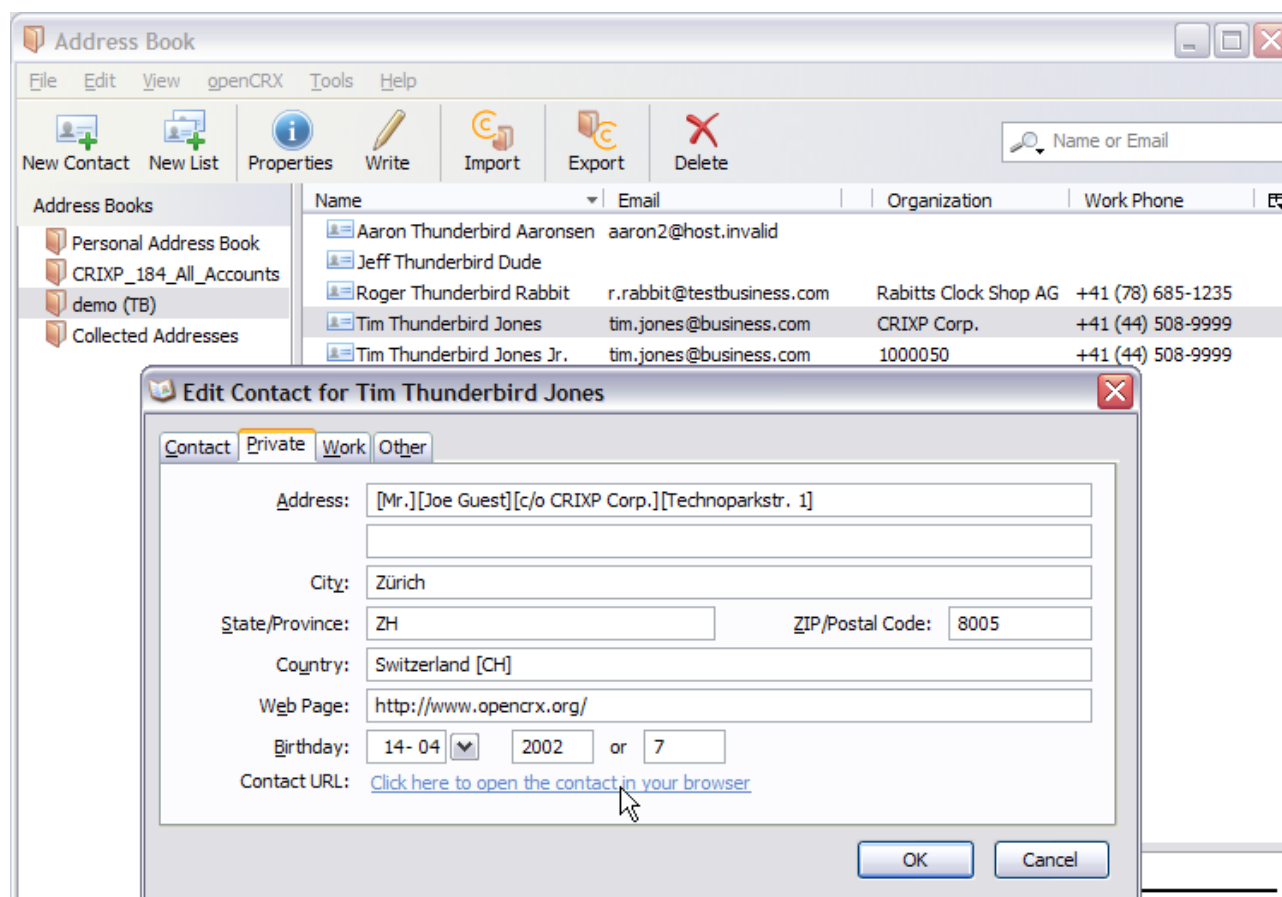 Address Book
File Edit View openCRX Tools Help
New Contact New List Properties Write Import Export Delete
Name or Email
Address Books
Personal Address Book
CRIXP_184_All_Accounts
demo (TB)
Collected Addresses
Name Email Organization Work Phone
Aaron Thunderbird Aaronsen aaron2@host.invalid
Jeff Thunderbird Dude
Roger Thunderbird Rabbit r.rabbit@testbusiness.com Rabitts Clock Shop AG +41 (78) 685-1235
Tim Thunderbird Jones tim.jones@business.com CRIXP Corp. +41 (44) 508-9999
Tim Thunderbird Jones Jr. tim.jones@business.com 1000050 +41 (44) 508-9999
Edit Contact for Tim Thunderbird Jones
Contact Private Work Other
Address: [Mr.][Joe Guest][c/o CRIXP Corp.][Technoparkstr. 1]
City: Zürich
State/Province: ZH ZIP/Postal Code: 8005
Country: Switzerland [CH]
Web Page: http://www.opencrx.org/
Birthday: 14- 04 2002 or 7
Contact URL: Click here to open the contact in your browser
OK Cancel